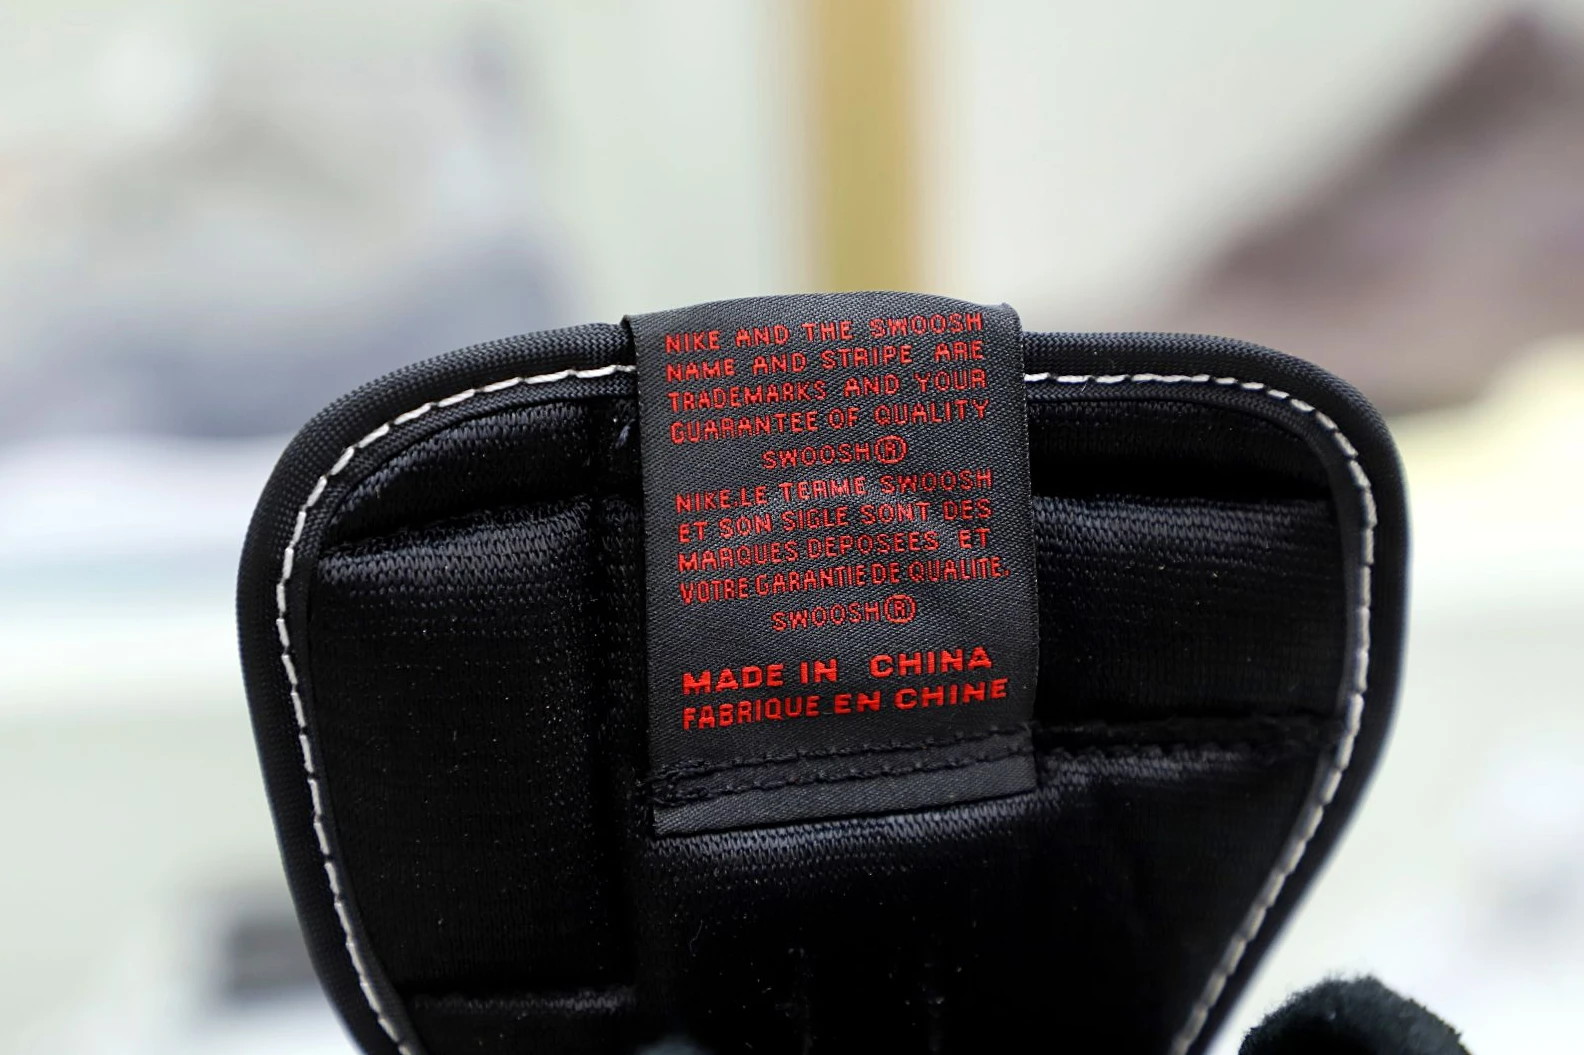 NIKE AND THE SWOOSH
NAME AND STRIPE ARE
TRADEMARKS AND YOUR
GUARANTEE OF QUALITY
SWOOSH®
NIKE.LE TERME SWOOSH
ET SON SIGLE SONT DES
MARQUES DEPOSEES ET
VOTRE GARANTIE DE QUALITE.
SWOOSH®
MADE IN CHINA
FABRIQUE EN CHINE